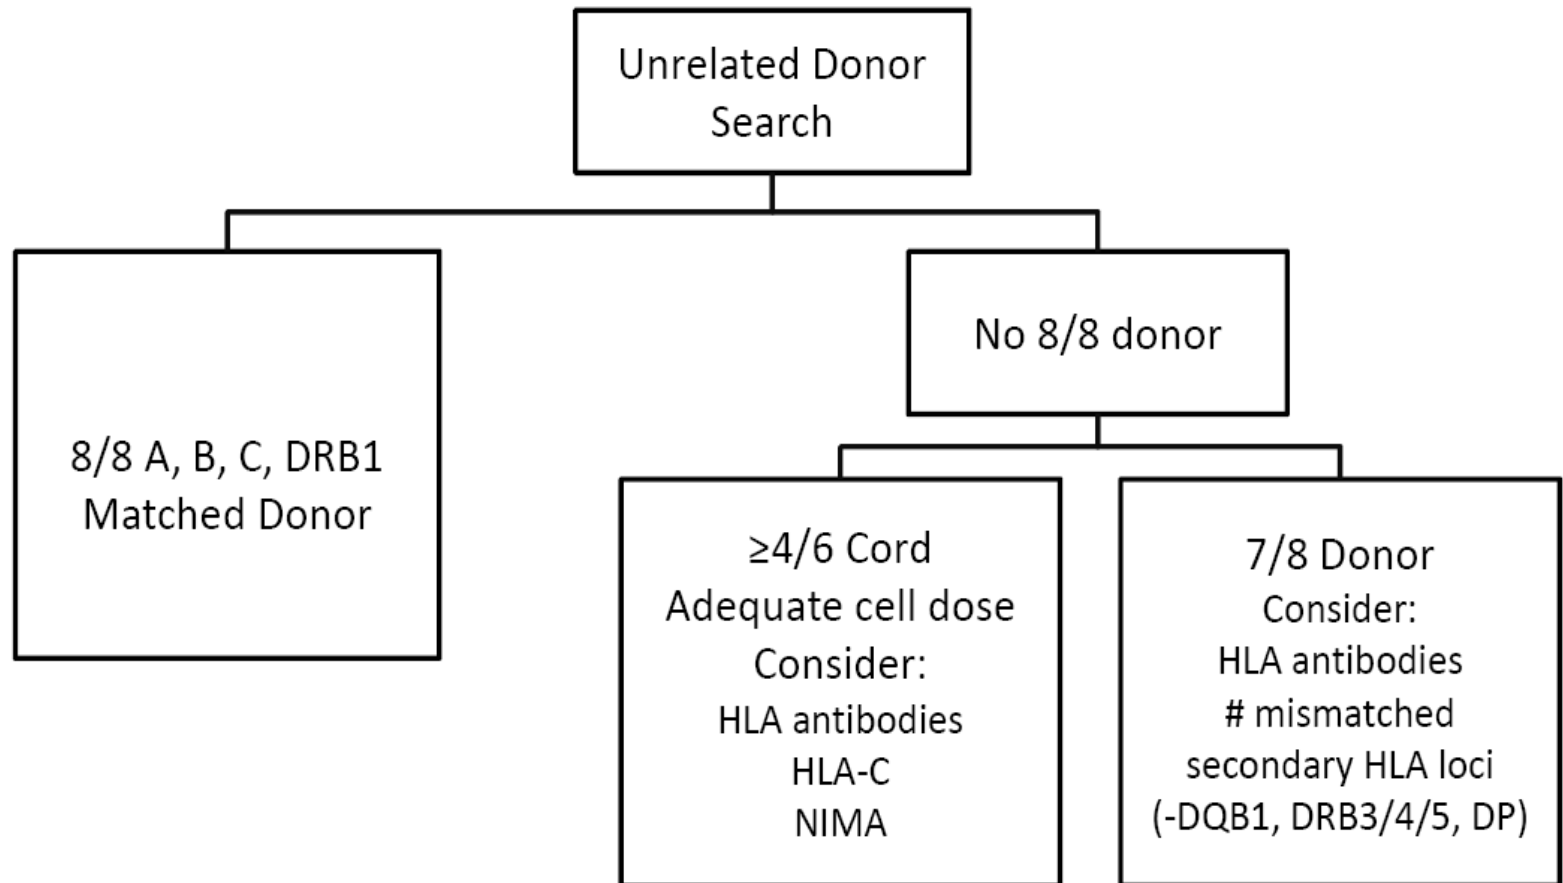 Unrelated Donor
Search
8/8 A, B, C, DRB1
Matched Donor
No 8/8 donor
≥4/6 Cord
Adequate cell dose
Consider:
HLA antibodies
HLA-C
NIMA
7/8 Donor
Consider:
HLA antibodies
# mismatched
secondary HLA loci
(-DQB1, DRB3/4/5, DP)